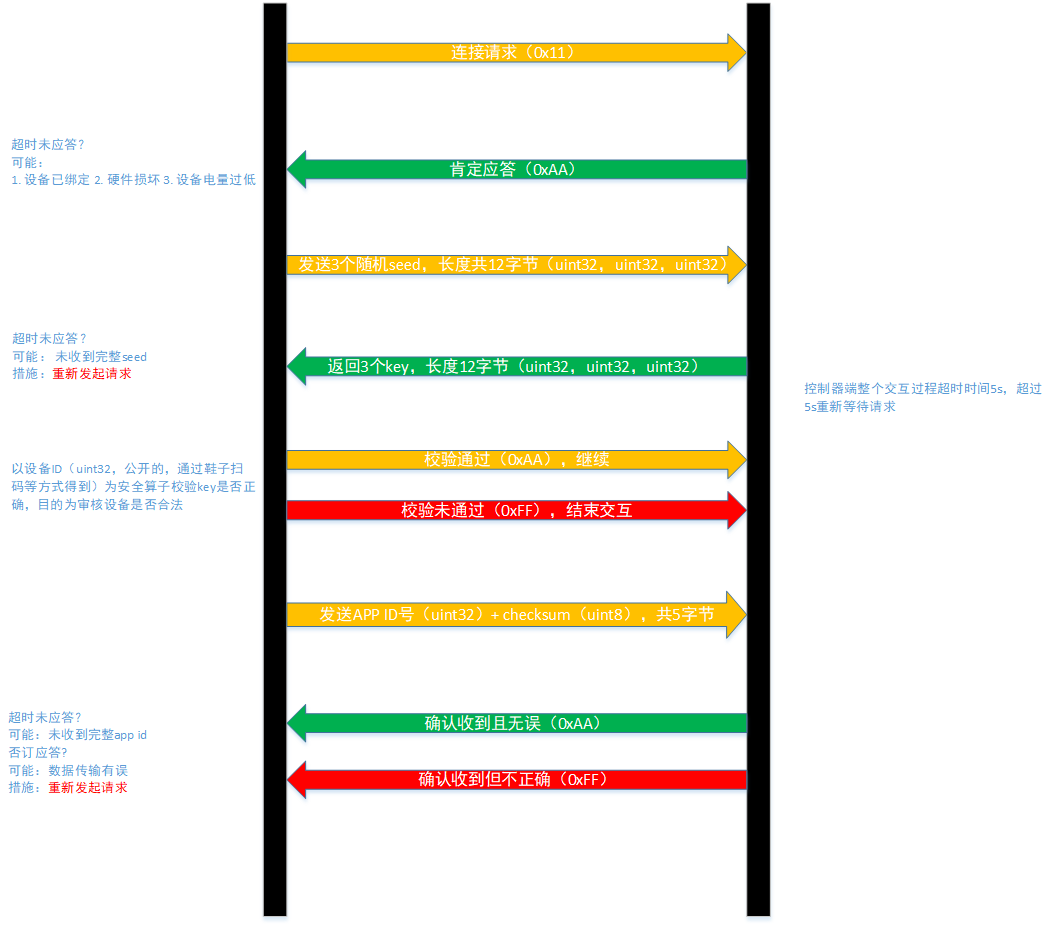 连接请求（0x11）
超时未应答？
可能：
1. 设备已绑定 2. 硬件损坏 3. 设备电量过低
肯定应答（0xAA）
发送3个随机seed，长度共12字节（uint32，uint32，uint32）
超时未应答？
可能： 未收到完整seed
措施：重新发起请求
返回3个key，长度12字节（uint32，uint32，uint32）
控制器端整个交互过程超时时间5s，超过
5s重新等待请求
以设备ID（uint32，公开的，通过鞋子扫
码等方式得到）为安全算子校验key是否正
确，目的为审核设备是否合法
校验通过（0xAA），继续
校验未通过（0xFF），结束交互
发送APP ID号（uint32）+ checksum（uint8），共5字节
超时未应答？
可能：未收到完整app id
否订应答?
可能：数据传输有误
措施：重新发起请求
确认收到且无误（0xAA）
确认收到但不正确（0xFF）